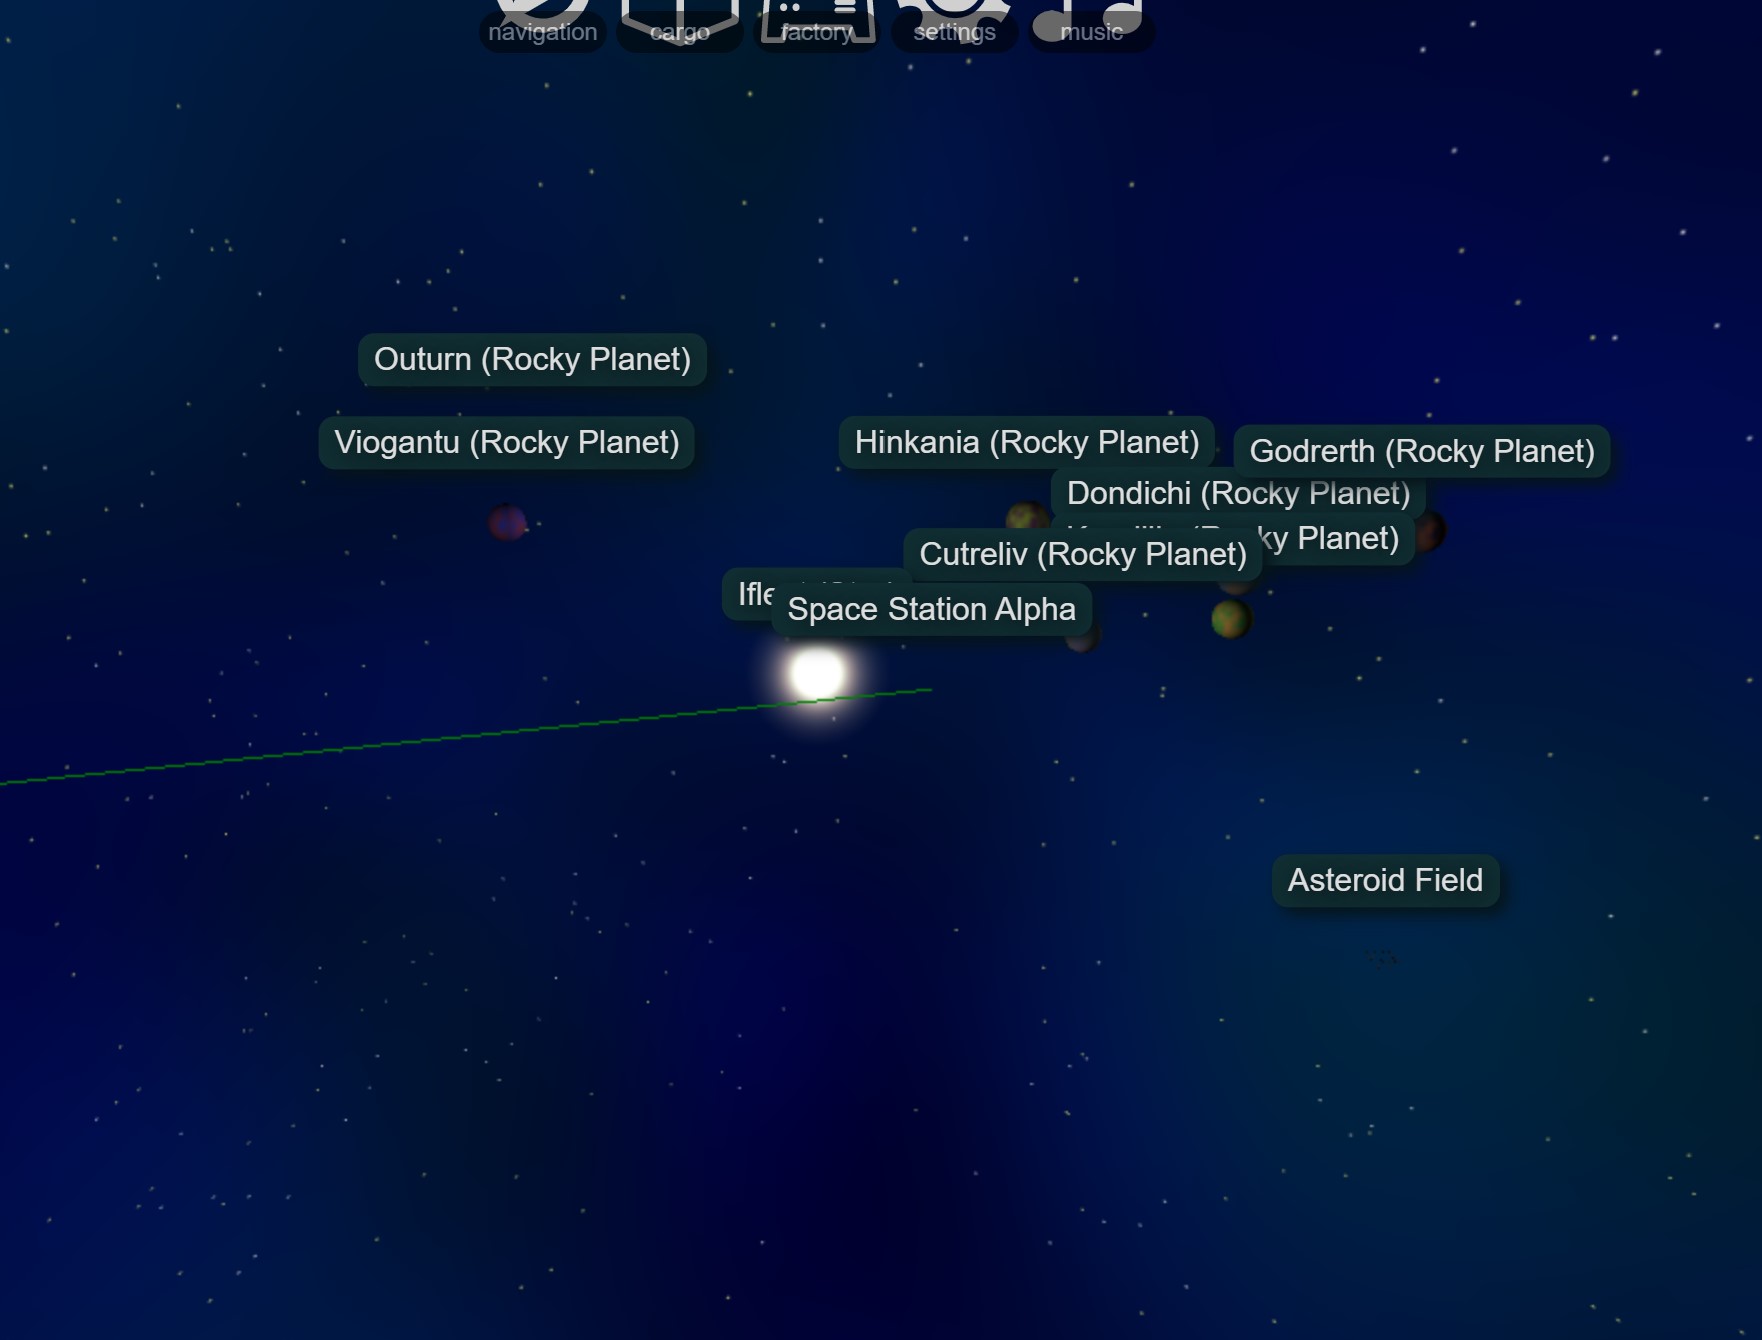 navigation
cargo
factory
settings
music
Outurn (Rocky Planet)
Viogantu (Rocky Planet)
Hinkania (Rocky Planet)
Godrerth (Rocky Planet)
Dondichi (Rocky Planet)
Planet)
Cutreliv (Rocky Planet)
Space Station Alpha
Asteroid Field